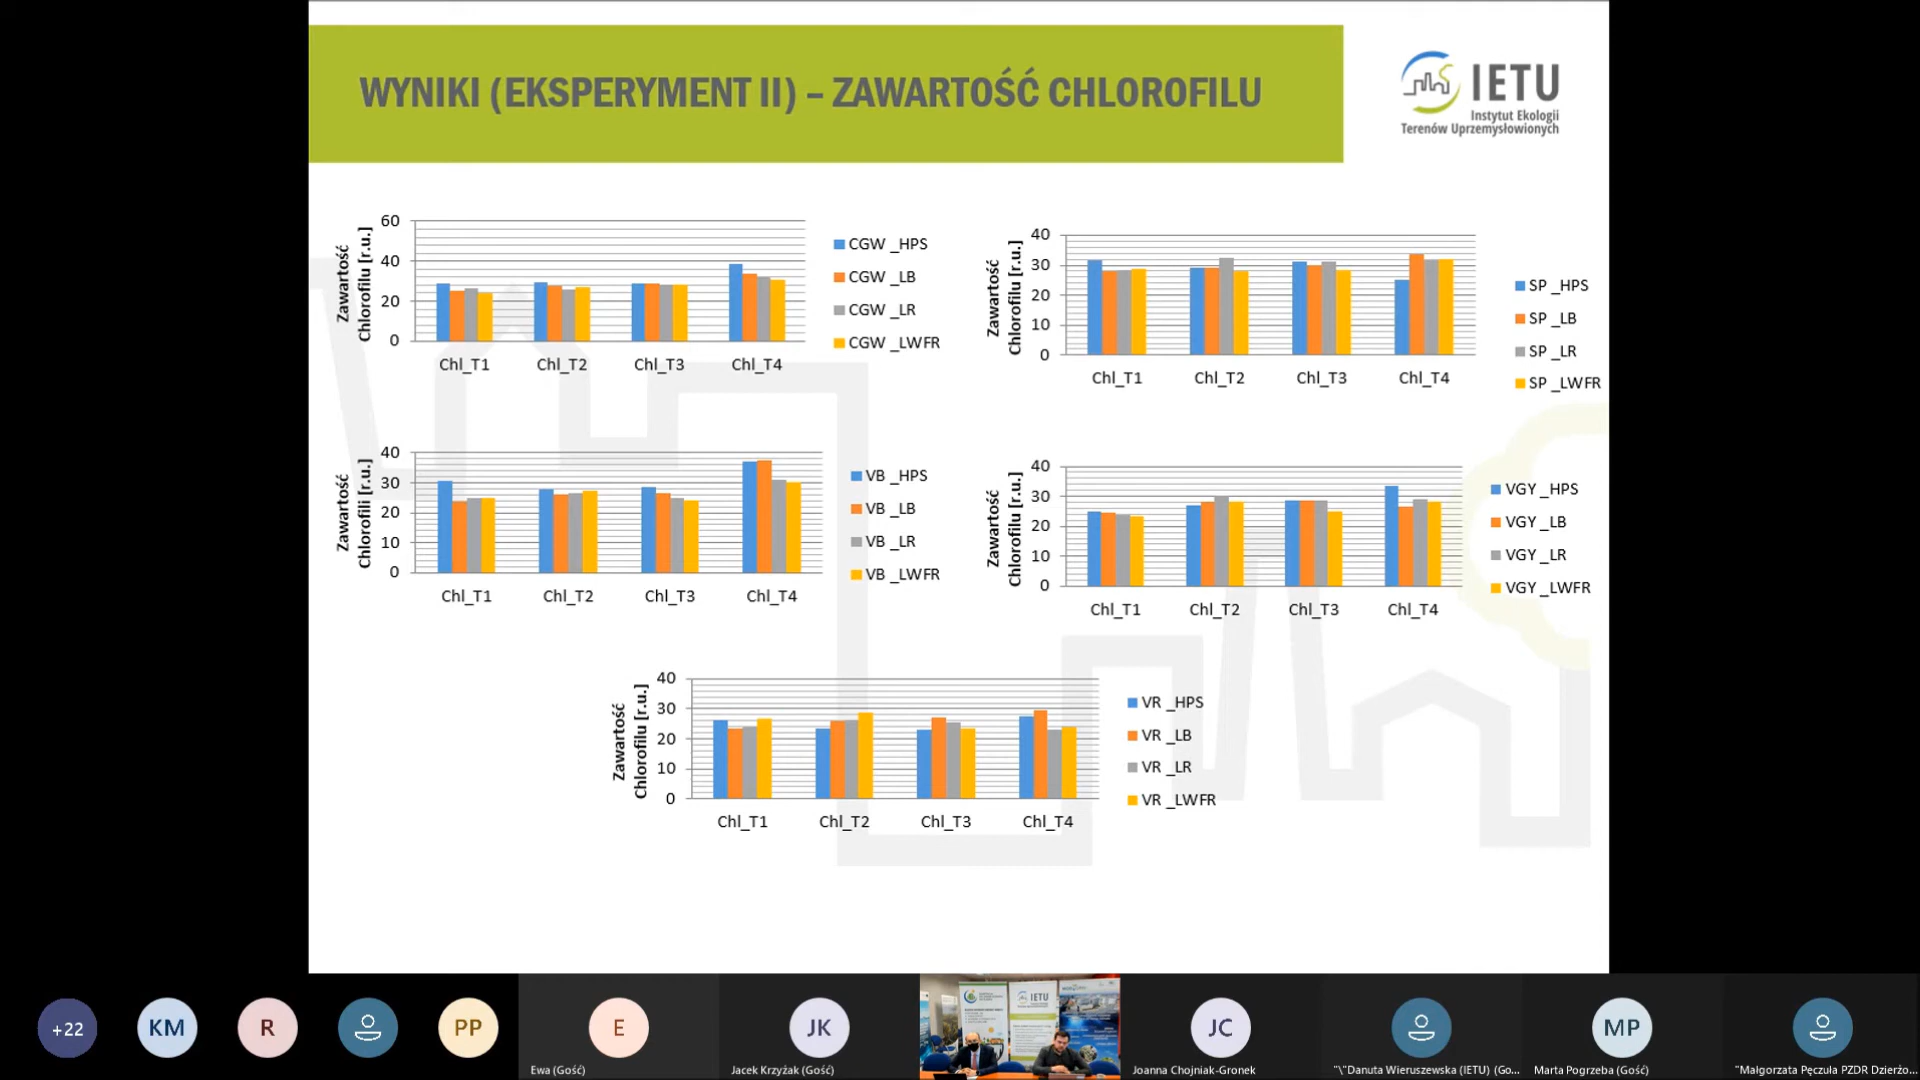 WYNIKI (EKSPERYMENT II) – ZAWARTOŚĆ CHLOROFILU
IETU
Instytut Ekologii
Terenów Uprzemysłowionych
Zawartość
Chlorofilu [r.u.]
60
40
20
0
Chl_T1 Chl_T2 Chl_T3 Chl_T4
CGW _HPS
CGW _LB
CGW _LR
CGW _LWFR
Zawartość
Chlorofilu [r.u.]
40
30
20
10
0
Chl_T1 Chl_T2 Chl_T3 Chl_T4
SP _HPS
SP _LB
SP _LR
SP _LWFR
Zawartość
Chlorofili [r.u.]
40
30
20
10
0
Chl_T1 Chl_T2 Chl_T3 Chl_T4
VB _HPS
VB _LB
VB _LR
VB _LWFR
Zawartość
Chlorofilu [r.u.]
40
30
20
10
0
Chl_T1 Chl_T2 Chl_T3 Chl_T4
VGY _HPS
VGY _LB
VGY _LR
VGY _LWFR
Zawartość
Chlorofilu [r.u.]
40
30
20
10
0
Chl_T1 Chl_T2 Chl_T3 Chl_T4
VR _HPS
VR _LB
VR _LR
VR _LWFR
+22
KM
R
PP
E
Ewa (Gość)
JK
Jacek Krzyżak (Gość)
IETU
JC
Joanna Chojniak-Gronek
"\"Danuta Wieruszewska (IETU) (Go...
MP
Marta Pogrzeba (Gość)
"Małgorzata Pęczuła PZDR Dzierżo...